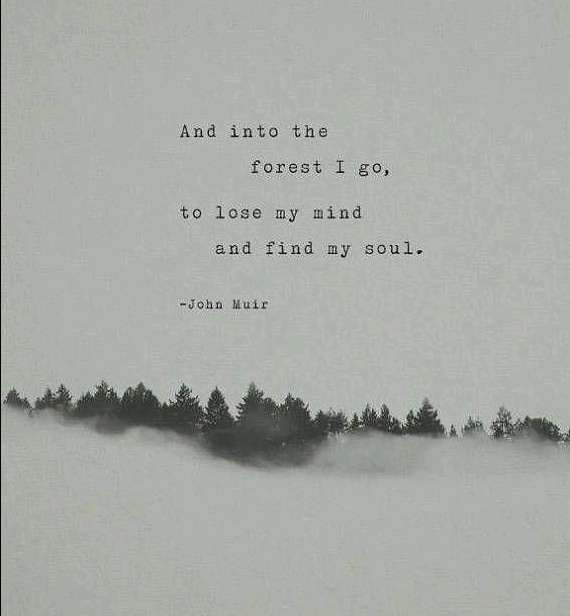 And into the
forest I go,
to lose my mind
and find my soul.
-John Muir